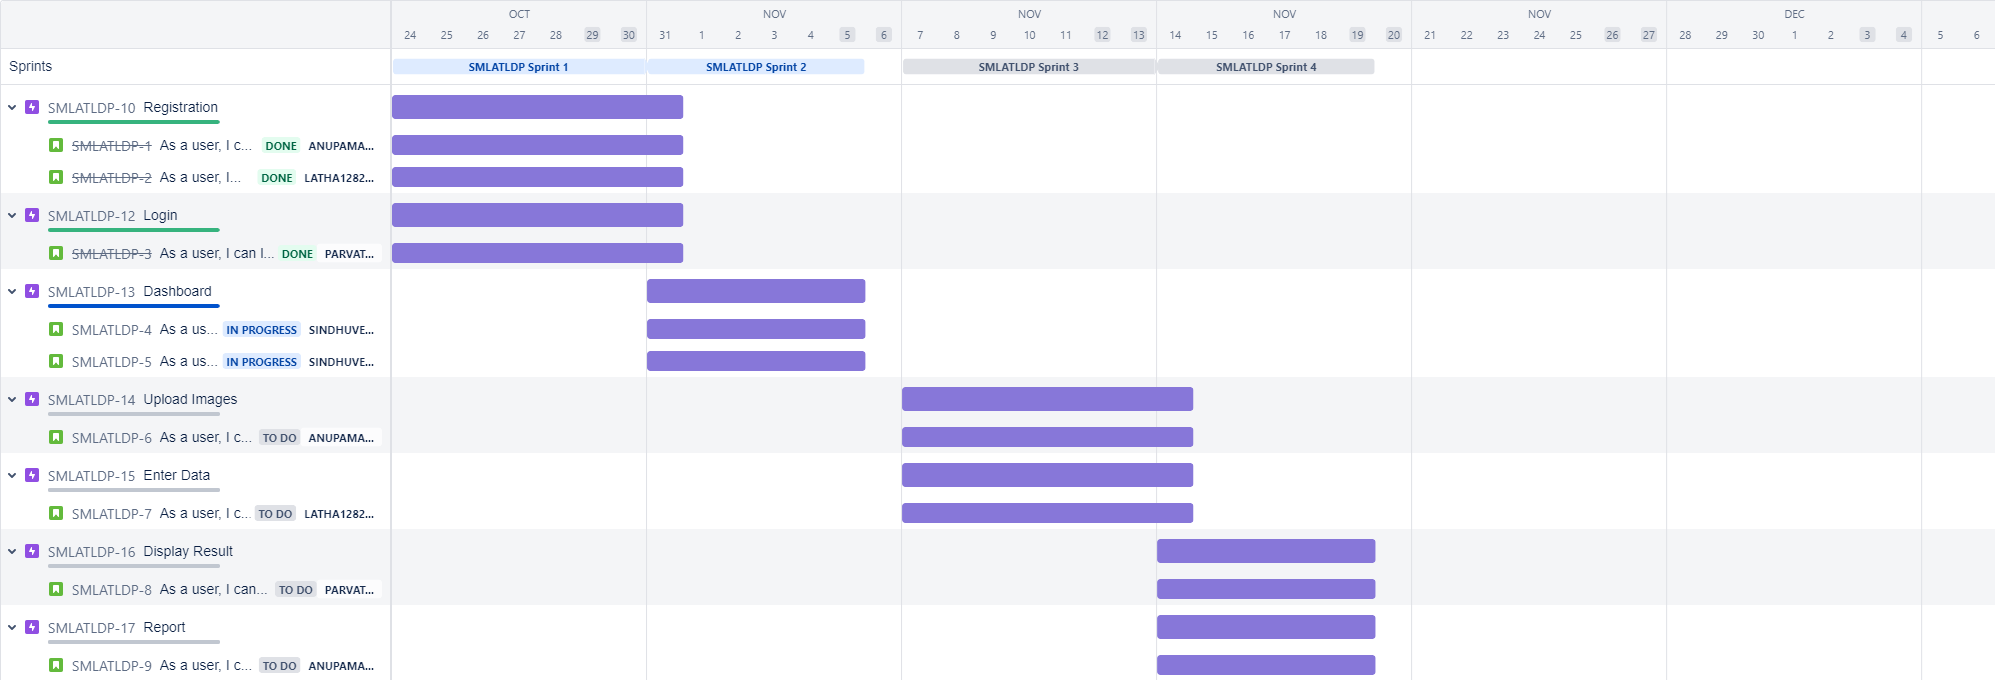 OCT NOV NOV NOV NOV DEC
24 25 26 27 28 29 30 31 1 2 3 4 5 6 7 8 9 10 11 12 13 14 15 16 17 18 19 20 21 22 23 24 25 26 27 28 29 30 1 2 3 4 5 6
Sprints SMLATLDP Sprint 1 SMLATLDP Sprint 2 SMLATLDP Sprint 3 SMLATLDP Sprint 4
SMLATLDP-10 Registration
SMLATLDP-1 As a user, I c... DONE ANUPAMA...
SMLATLDP-2 As a user, I... DONE LATHA1282...
SMLATLDP-12 Login
SMLATLDP-3 As a user, I can l... DONE PARVAT...
SMLATLDP-13 Dashboard
SMLATLDP-4 As a us... IN PROGRESS SINDHUVE...
SMLATLDP-5 As a us... IN PROGRESS SINDHUVE...
SMLATLDP-14 Upload Images
SMLATLDP-6 As a user, I c... TO DO ANUPAMA...
SMLATLDP-15 Enter Data
SMLATLDP-7 As a user, I c... TO DO LATHA1282...
SMLATLDP-16 Display Result
SMLATLDP-8 As a user, I can... TO DO PARVAT...
SMLATLDP-17 Report
SMLATLDP-9 As a user, I c... TO DO ANUPAMA...